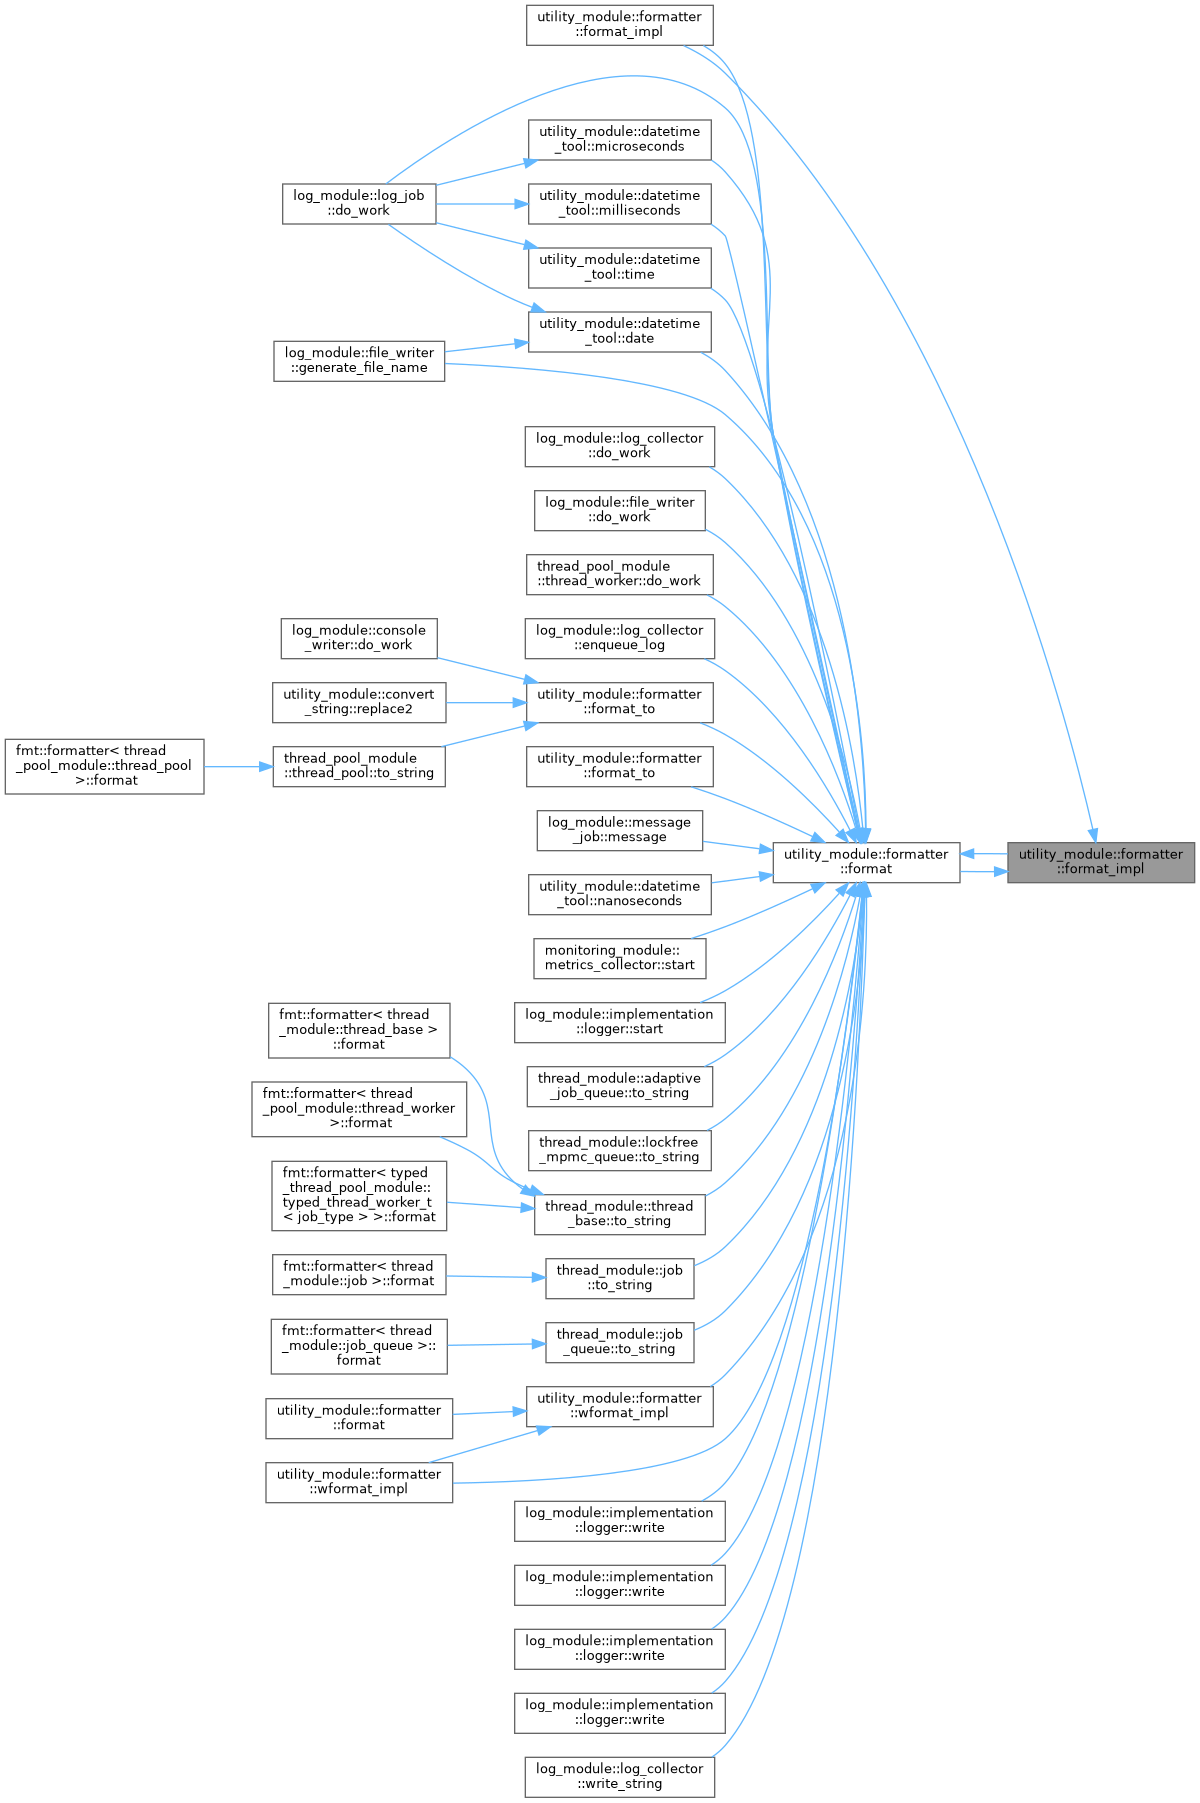 utility_module::formatter
::format_impl
utility_module::datetime
_tool::microseconds
log_module::log_job
::do_work
utility_module::datetime
_tool::milliseconds
utility_module::datetime
_tool::time
utility_module::datetime
_tool::date
log_module::file_writer
::generate_file_name
log_module::log_collector
::do_work
log_module::file_writer
::do_work
thread_pool_module
::thread_worker::do_work
log_module::console
_writer::do_work
log_module::log_collector
::enqueue_log
utility_module::convert
_string::replace2
utility_module::formatter
::format_to
fmt::formatter< thread
_pool_module::thread_pool
>::format
thread_pool_module
::thread_pool::to_string
utility_module::formatter
::format_to
log_module::message
_job::message
utility_module::formatter
::format
utility_module::formatter
::format_impl
utility_module::datetime
_tool::nanoseconds
monitoring_module::
metrics_collector::start
log_module::implementation
::logger::start
fmt::formatter< thread
_module::thread_base >
::format
thread_module::adaptive
_job_queue::to_string
fmt::formatter< thread
_pool_module::thread_worker
>::format
thread_module::lockfree
_mpmc_queue::to_string
fmt::formatter< typed
_thread_pool_module::
typed_thread_worker_t
< job_type > >::format
thread_module::thread
_base::to_string
fmt::formatter< thread
_module::job >::format
thread_module::job
::to_string
fmt::formatter< thread
_module::job_queue >::
format
thread_module::job
_queue::to_string
utility_module::formatter
::format
utility_module::formatter
::wformat_impl
utility_module::formatter
::wformat_impl
log_module::implementation
::logger::write
log_module::implementation
::logger::write
log_module::implementation
::logger::write
log_module::implementation
::logger::write
log_module::log_collector
::write_string